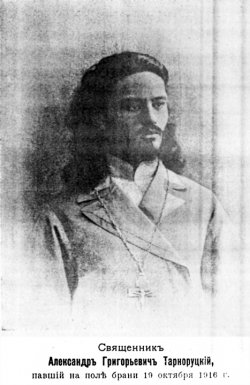 Священникъ
Александръ Григорьевичъ Тарноруцкій,
павшій на полѣ брани 19 октября 1916 г.